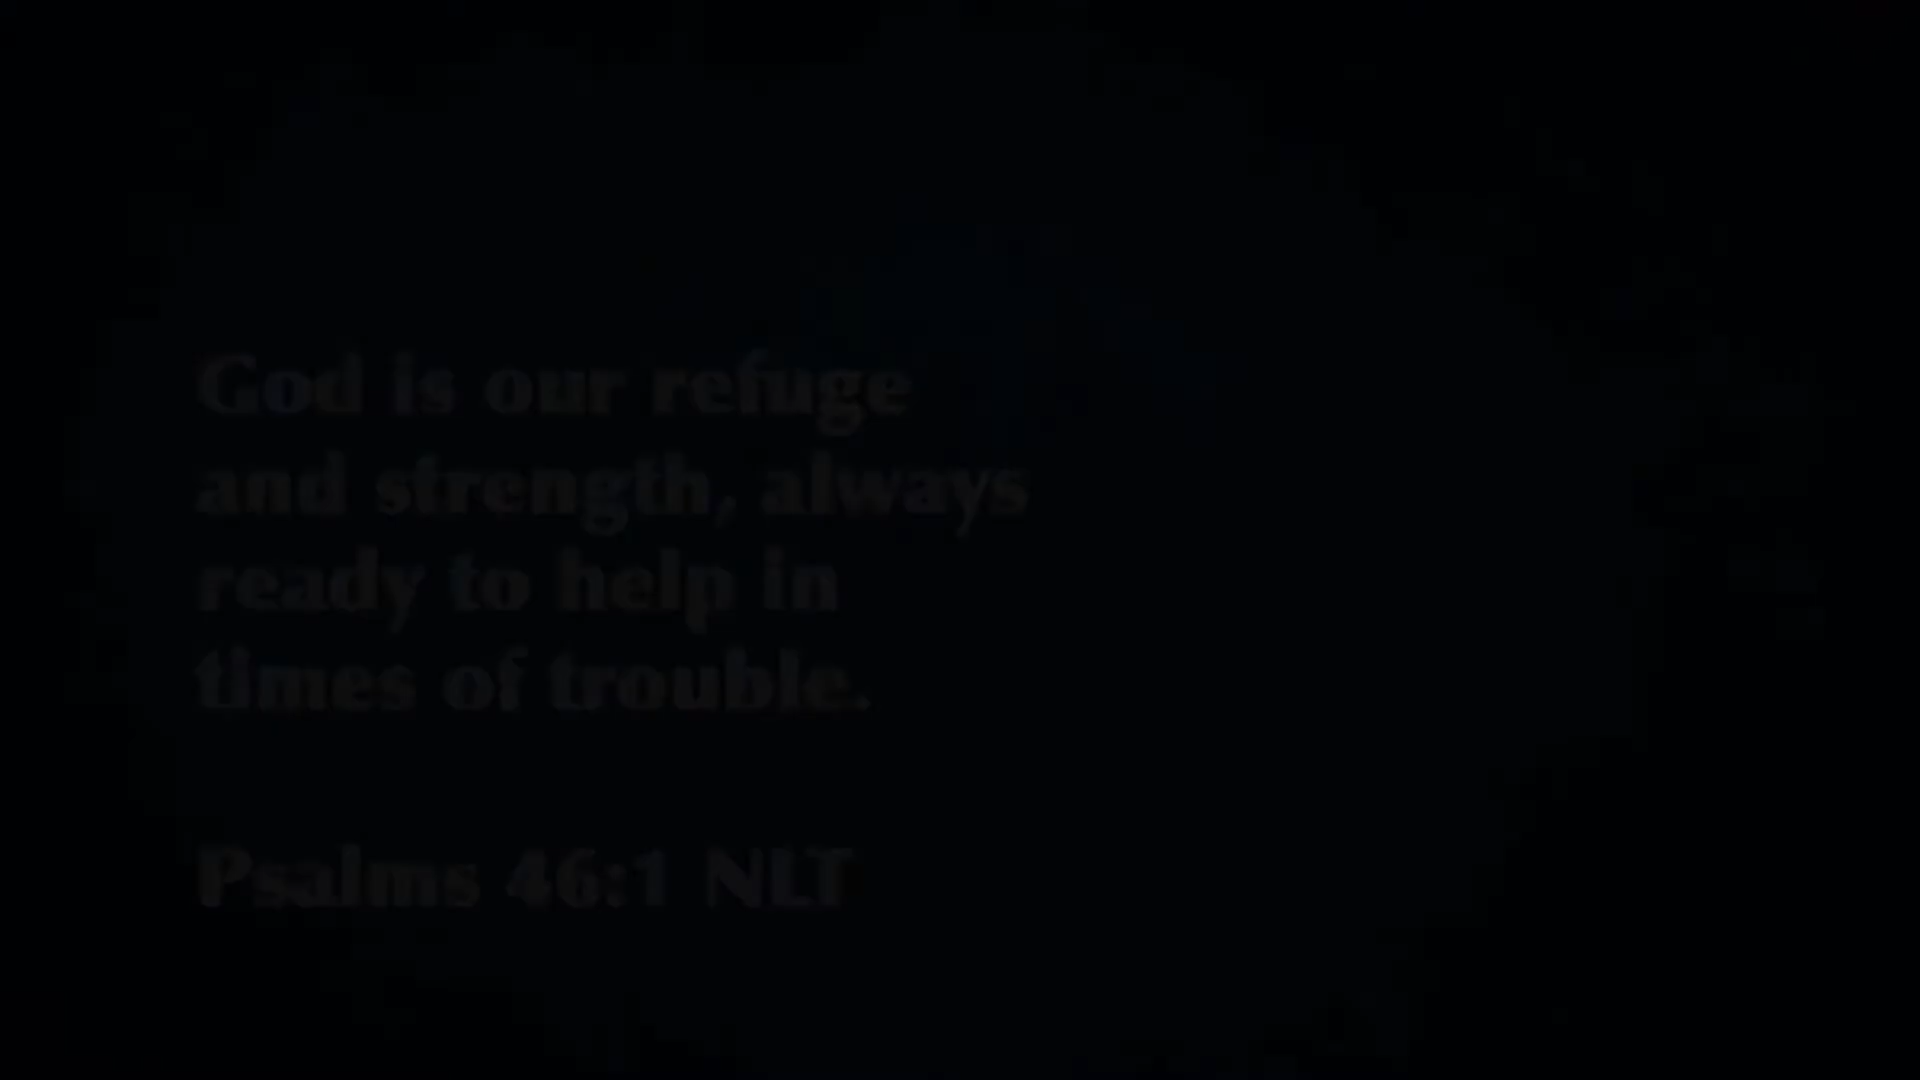 God is our refuge
and strength, always
ready to help in
times of trouble.
Psalms 46:1 NLT